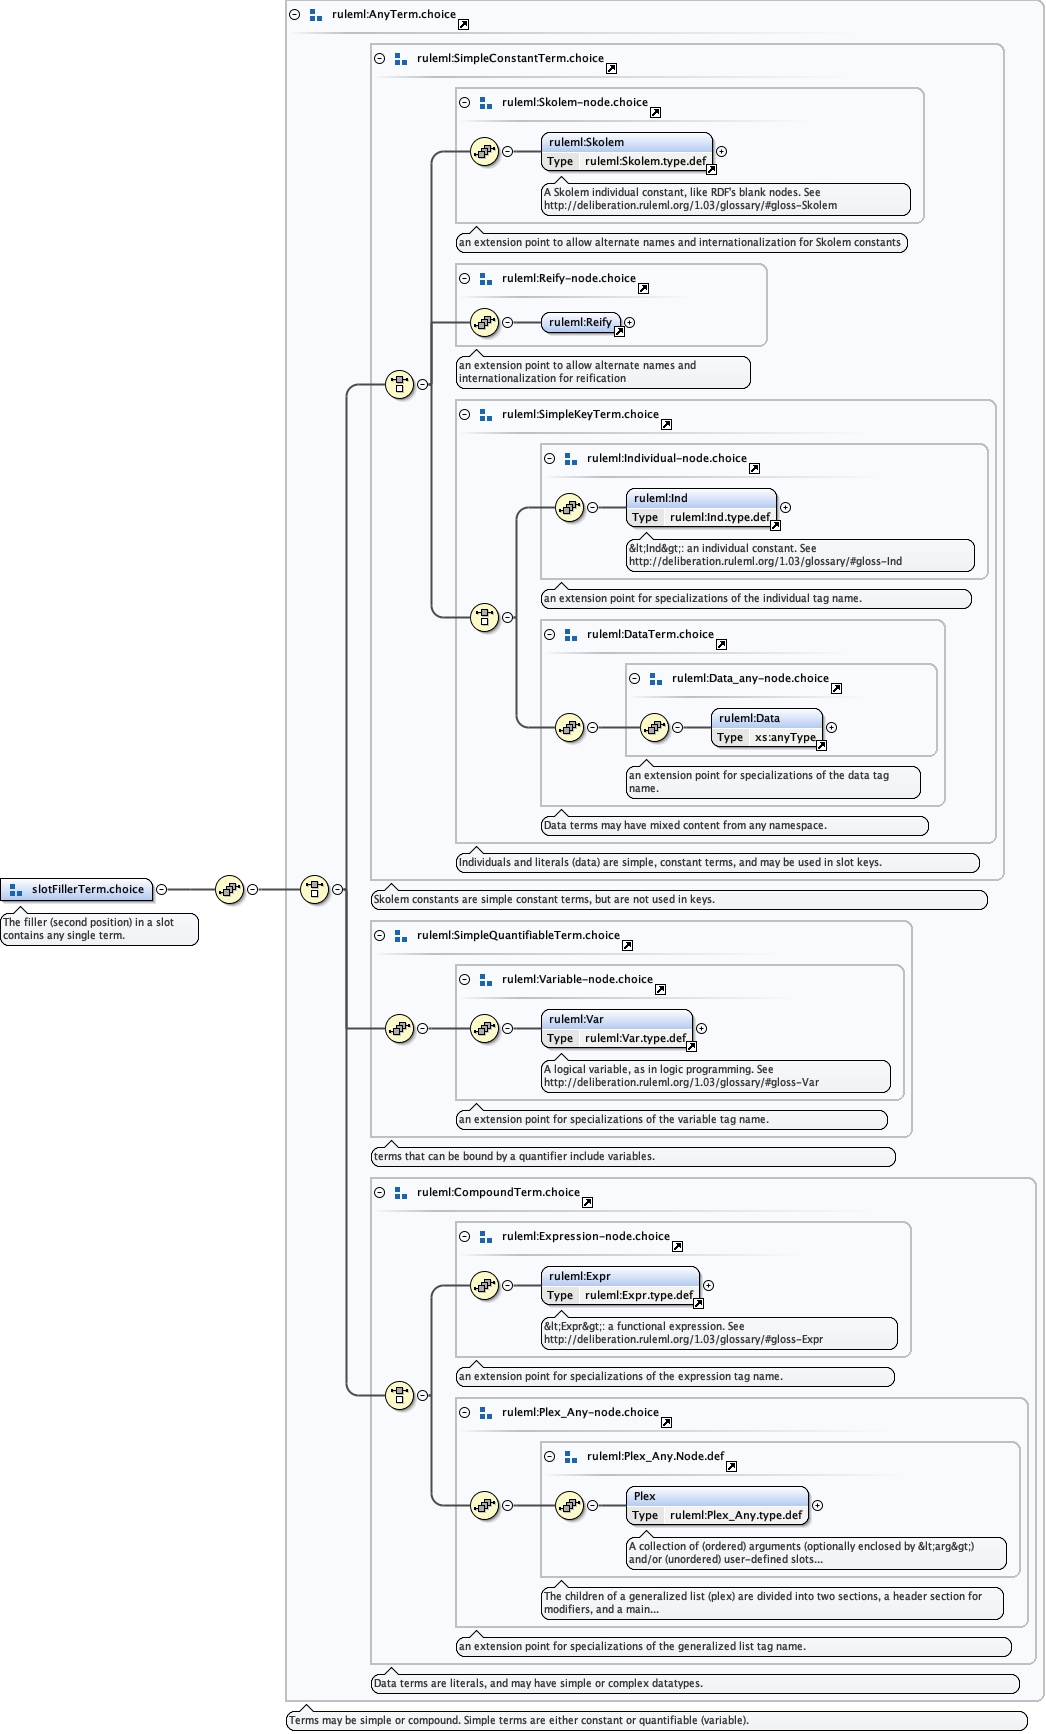 ruleml:AnyTerm.choice
ruleml:SimpleConstantTerm.choice
ruleml:Skolem-node.choice
ruleml:Skolem
Type ruleml:Skolem.type.def
A Skolem individual constant, like RDF's blank nodes. See
http://deliberation.ruleml.org/1.03/glossary/#gloss-Skolem
an extension point to allow alternate names and internationalization for Skolem constants
ruleml:Reify-node.choice
ruleml:Reify
an extension point to allow alternate names and
internationalization for reification
ruleml:SimpleKeyTerm.choice
ruleml:Individual-node.choice
ruleml:Ind
Type ruleml:Ind.type.def
&lt;Ind&gt;: an individual constant. See
http://deliberation.ruleml.org/1.03/glossary/#gloss-Ind
an extension point for specializations of the individual tag name.
ruleml:DataTerm.choice
ruleml:Data_any-node.choice
ruleml:Data
Type xs:anyType
an extension point for specializations of the data tag
name.
Data terms may have mixed content from any namespace.
Individuals and literals (data) are simple, constant terms, and may be used in slot keys.
slotFillerTerm.choice
The filler (second position) in a slot
contains any single term.
Skolem constants are simple constant terms, but are not used in keys.
ruleml:SimpleQuantifiableTerm.choice
ruleml:Variable-node.choice
ruleml:Var
Type ruleml:Var.type.def
A logical variable, as in logic programming. See
http://deliberation.ruleml.org/1.03/glossary/#gloss-Var
an extension point for specializations of the variable tag name.
terms that can be bound by a quantifier include variables.
ruleml:CompoundTerm.choice
ruleml:Expression-node.choice
ruleml:Expr
Type ruleml:Expr.type.def
&lt;Expr&gt;: a functional expression. See
http://deliberation.ruleml.org/1.03/glossary/#gloss-Expr
an extension point for specializations of the expression tag name.
ruleml:Plex_Any-node.choice
ruleml:Plex_Any.Node.def
Plex
Type ruleml:Plex_Any.type.def
A collection of (ordered) arguments (optionally enclosed by &lt;arg&gt;)
and/or (unordered) user-defined slots...
The children of a generalized list (plex) are divided into two sections, a header section for
modifiers, and a main...
an extension point for specializations of the generalized list tag name.
Data terms are literals, and may have simple or complex datatypes.
Terms may be simple or compound. Simple terms are either constant or quantifiable (variable).